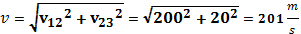 v = √(v₁₂² + v₂₃²) = √(200² + 20²) = 201 m/s